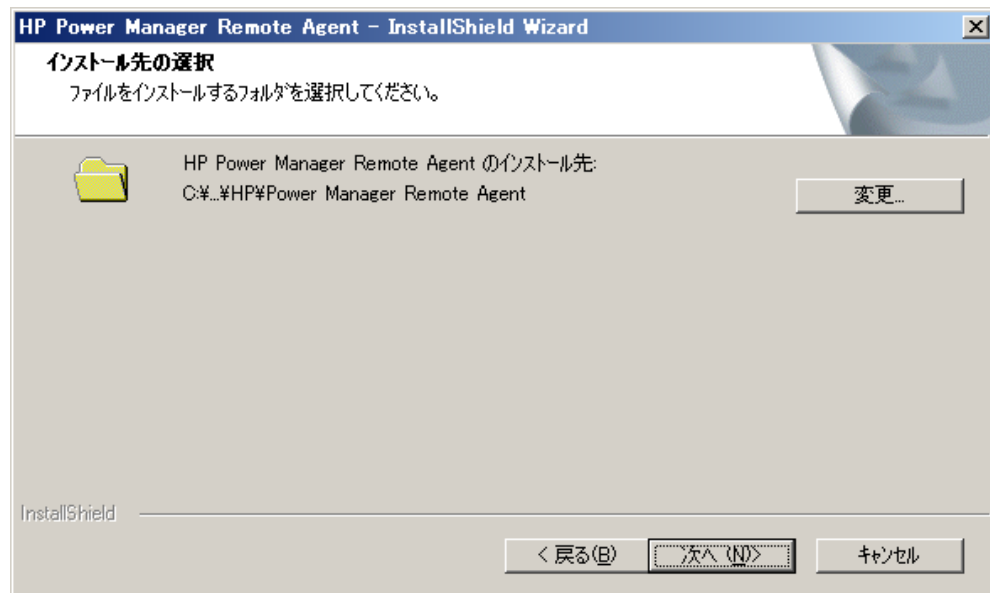 HP Power Manager Remote Agent - InstallShield Wizard
インストール先の選択
ファイルをインストールするフォルダを選択してください。
HP Power Manager Remote Agent のインストール先:
C:¥...¥HP¥Power Manager Remote Agent
変更...
InstallShield
< 戻る(B)
次へ (N)>
キャンセル